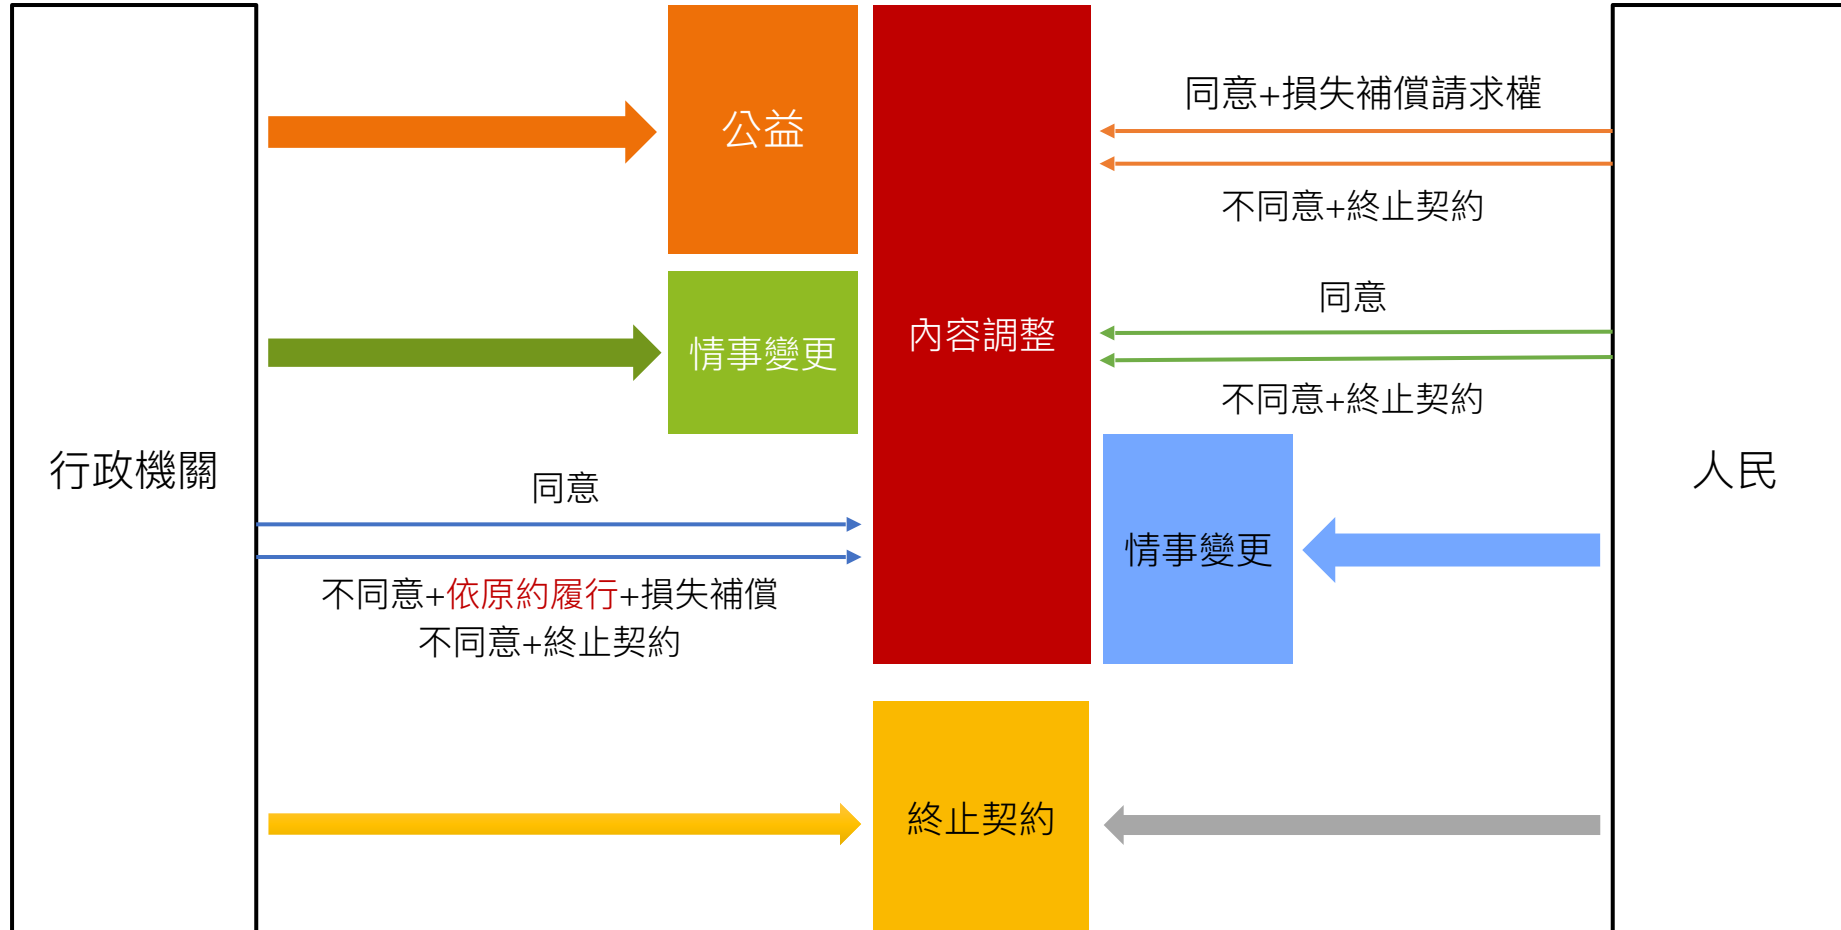 行政機關
公益
情事變更
同意
不同意+依原約履行+損失補償
不同意+終止契約
內容調整
終止契約
同意+損失補償請求權
不同意+終止契約
同意
不同意+終止契約
情事變更
人民